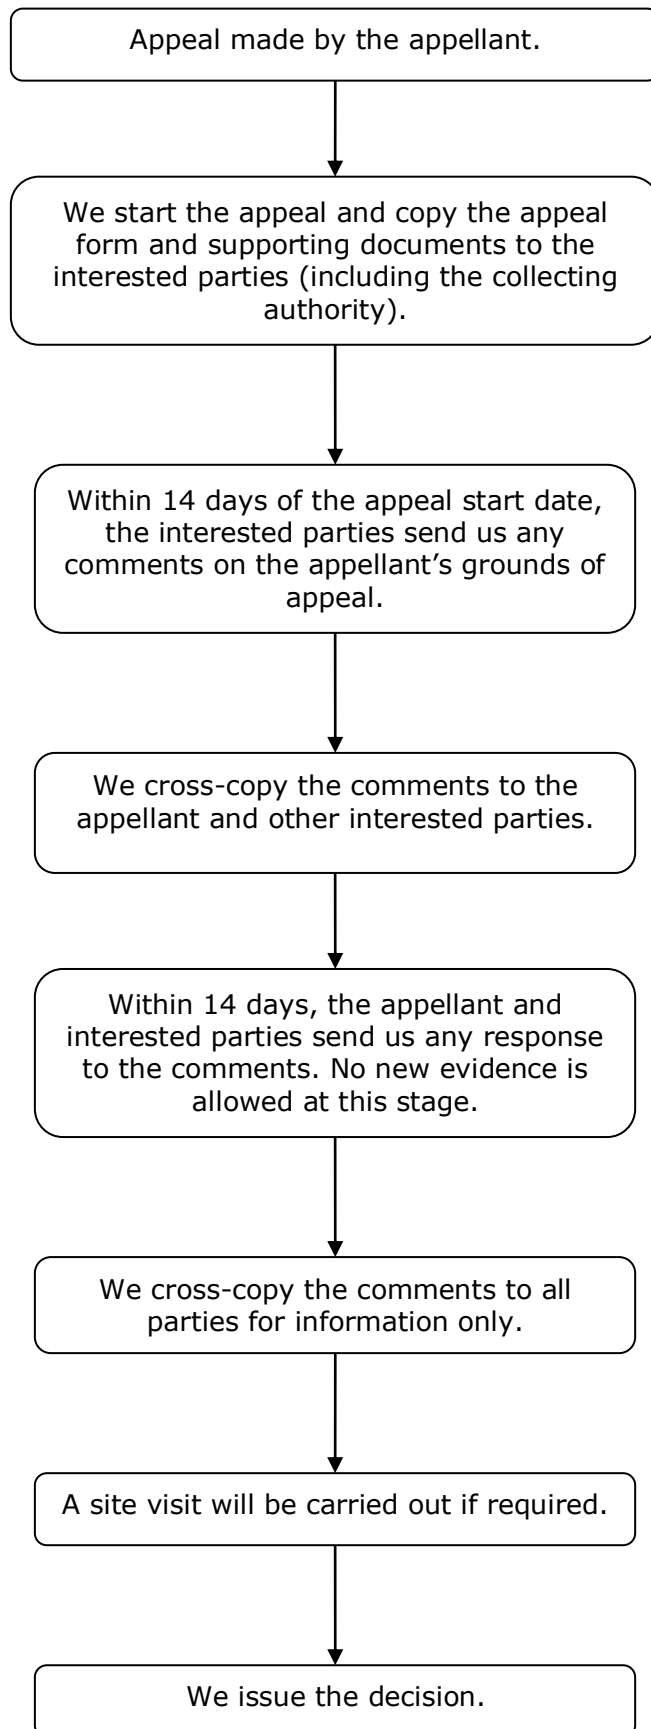 Appeal made by the appellant.
We start the appeal and copy the appeal
form and supporting documents to the
interested parties (including the collecting
authority).
Within 14 days of the appeal start date,
the interested parties send us any
comments on the appellant’s grounds of
appeal.
We cross-copy the comments to the
appellant and other interested parties.
Within 14 days, the appellant and
interested parties send us any response
to the comments. No new evidence is
allowed at this stage.
We cross-copy the comments to all
parties for information only.
A site visit will be carried out if required.
We issue the decision.